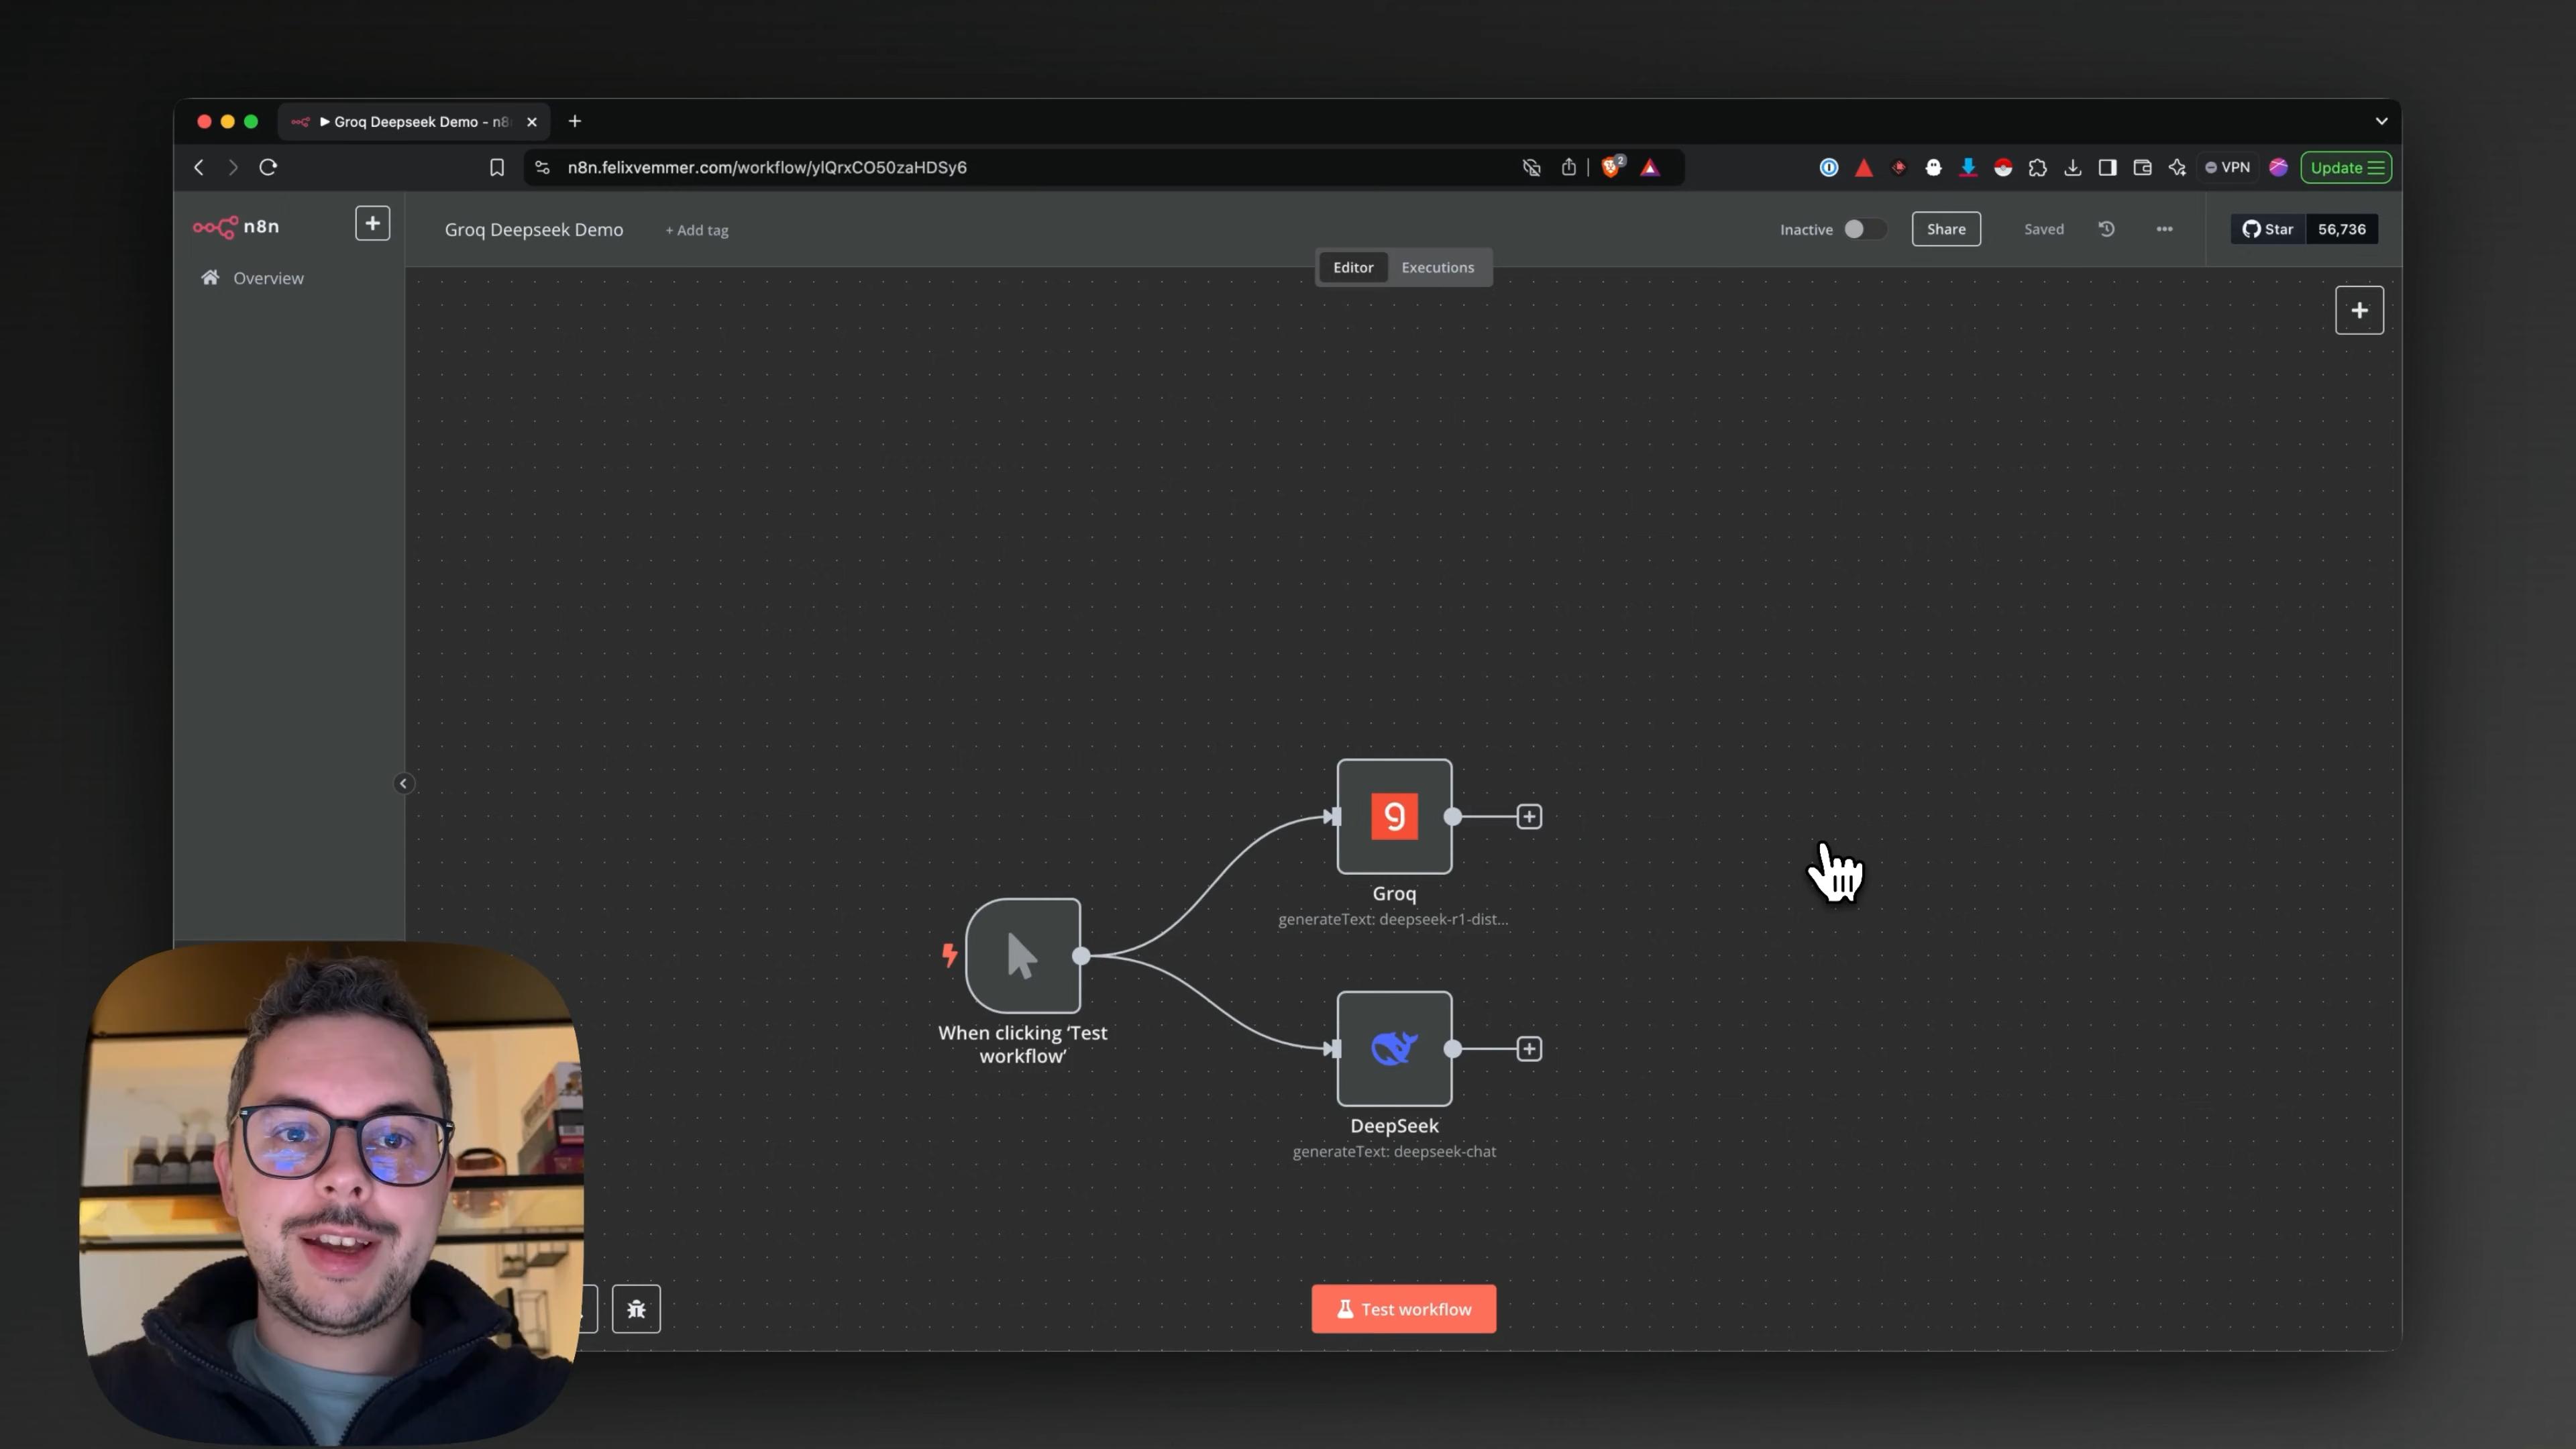 Groq Deepseek Demo - n8
n8n.felixvemmer.com/workflow/ylQrxCO50zaHDSy6
2
VPN
Update
n8n
Groq Deepseek Demo
+ Add tag
Inactive
Share
Saved
Star
56,736
Overview
Editor
Executions
Groq
generateText: deepseek-r1-dist...
When clicking ‘Test
workflow’
DeepSeek
generateText: deepseek-chat
Test workflow